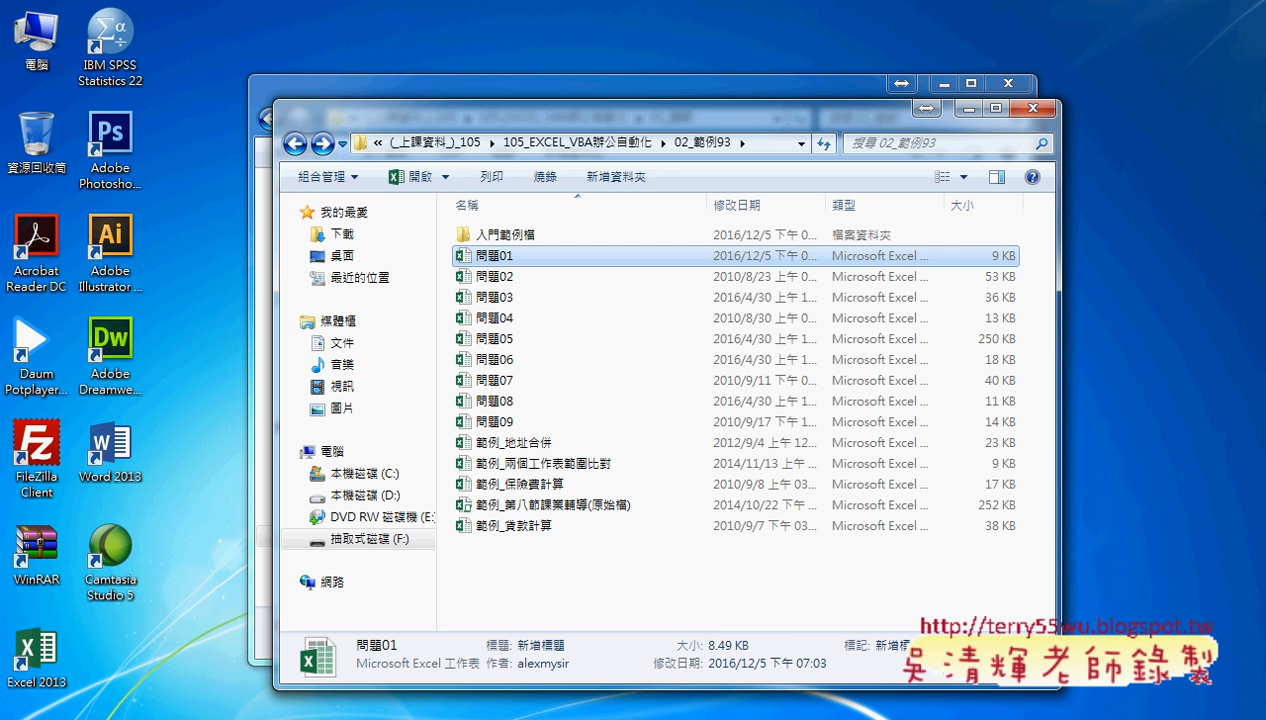 電腦
IBM SPSS
Statistics 22
資源回收筒
Ps
Adobe
Photosho...
Acrobat
Reader DC
Ai
Adobe
Illustrator ...
Daum
Potplayer...
Dw
Adobe
Dreamwe...
FileZilla
Client
Word 2013
WinRAR
Camtasia
Studio 5
Excel 2013
« (_上課資料_)_105 ▸ 105_EXCEL_VBA辦公自動化 ▸ 02_範例93 ▸
搜尋 02_範例93
組合管理 開啟 列印 燒錄 新增資料夾
我的最愛
下載
桌面
最近的位置
媒體櫃
文件
音樂
視訊
圖片
電腦
本機磁碟 (C:)
本機磁碟 (D:)
DVD RW 磁碟機 (E:
抽取式磁碟 (F:)
網路
名稱 修改日期 類型 大小
入門範例檔 2016/12/5 下午 0... 檔案資料夾
問題01 2016/12/5 下午 0... Microsoft Excel ... 9 KB
問題02 2010/8/23 上午 0... Microsoft Excel ... 53 KB
問題03 2016/4/30 上午 1... Microsoft Excel ... 36 KB
問題04 2010/8/30 上午 0... Microsoft Excel ... 13 KB
問題05 2016/4/30 上午 1... Microsoft Excel ... 250 KB
問題06 2016/4/30 上午 1... Microsoft Excel ... 18 KB
問題07 2010/9/11 下午 0... Microsoft Excel ... 40 KB
問題08 2016/4/30 上午 1... Microsoft Excel ... 11 KB
問題09 2010/9/17 下午 1... Microsoft Excel ... 14 KB
範例_地址合併 2012/9/4 上午 12... Microsoft Excel ... 23 KB
範例_兩個工作表範圍比對 2014/11/13 上午 ... Microsoft Excel ... 9 KB
範例_保險費計算 2010/9/8 上午 03... Microsoft Excel ... 17 KB
範例_第八節課業輔導(原始檔) 2014/10/22 下午 ... Microsoft Excel ... 252 KB
範例_貸款計算 2010/9/7 下午 03... Microsoft Excel ... 38 KB
問題01 標題: 新增標題 大小: 8.49 KB 標記: 新增標
Microsoft Excel 工作表 作者: alexmysir 修改日期: 2016/12/5 下午 07:03
http://terry55wu.blogspot.tw
吳清輝老師錄製